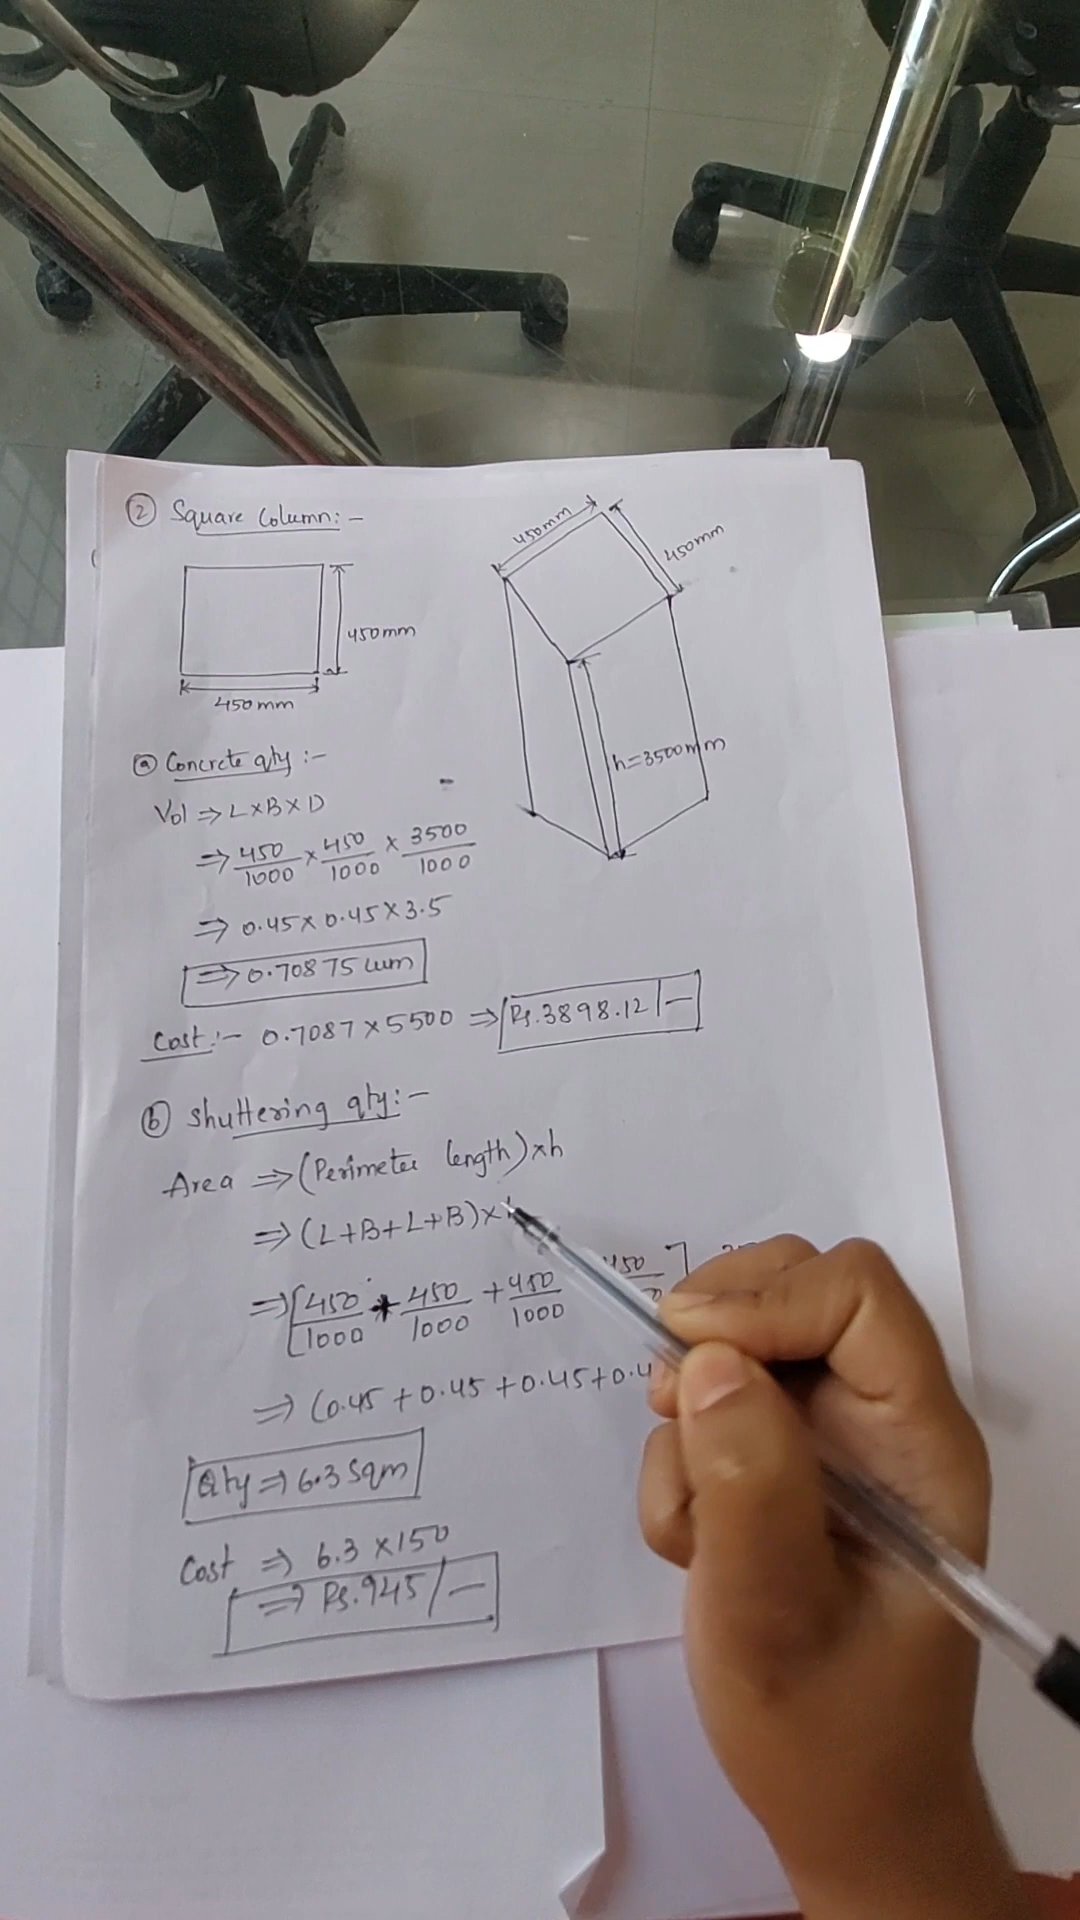 ② Square Column:-
450mm
450mm
450mm
450mm
h=3500mm
ⓐ Concrete qty :-
Vol ⇒ L×B×D
⇒ 450/1000 × 450/1000 × 3500/1000
⇒ 0.45×0.45×3.5
⇒ 0.70875 cum
Cost:- 0.7087×5500 ⇒ Rs.3898.12/-
ⓑ Shuttering qty:-
Area ⇒ (Perimeter length)×h
⇒ (L+B+L+B)×
⇒ [450/1000 + 450/1000 + 450/1000 450 ]
⇒ (0.45 + 0.45 + 0.45 + 0.4
Qty ⇒ 6.3 Sqm
Cost ⇒ 6.3 ×150
⇒ Rs.945/-